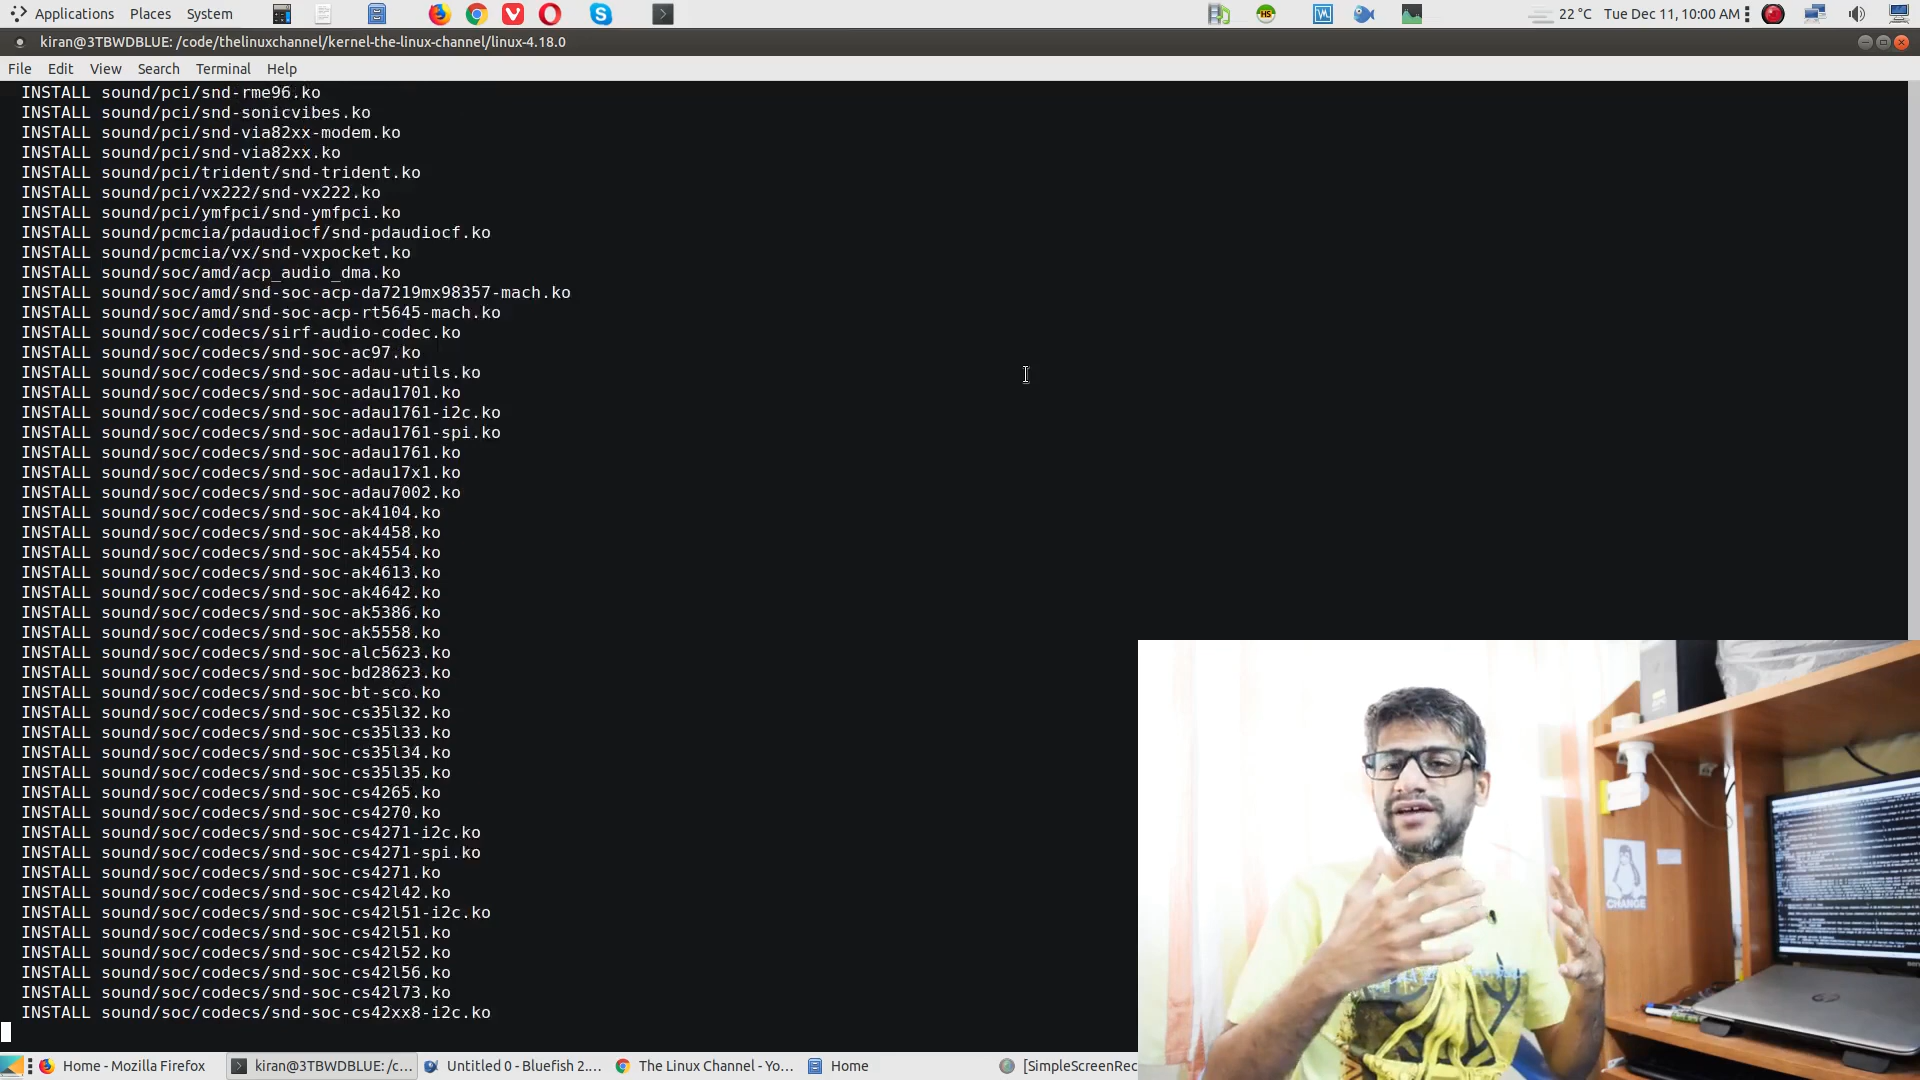 Applications Places System
22 °C Tue Dec 11, 10:00 AM
kiran@3TBWDBLUE: /code/thelinuxchannel/kernel-the-linux-channel/linux-4.18.0
File Edit View Search Terminal Help
INSTALL sound/pci/snd-rme96.ko
INSTALL sound/pci/snd-sonicvibes.ko
INSTALL sound/pci/snd-via82xx-modem.ko
INSTALL sound/pci/snd-via82xx.ko
INSTALL sound/pci/trident/snd-trident.ko
INSTALL sound/pci/vx222/snd-vx222.ko
INSTALL sound/pci/ymfpci/snd-ymfpci.ko
INSTALL sound/pcmcia/pdaudiocf/snd-pdaudiocf.ko
INSTALL sound/pcmcia/vx/snd-vxpocket.ko
INSTALL sound/soc/amd/acp_audio_dma.ko
INSTALL sound/soc/amd/snd-soc-acp-da7219mx98357-mach.ko
INSTALL sound/soc/amd/snd-soc-acp-rt5645-mach.ko
INSTALL sound/soc/codecs/sirf-audio-codec.ko
INSTALL sound/soc/codecs/snd-soc-ac97.ko
INSTALL sound/soc/codecs/snd-soc-adau-utils.ko
INSTALL sound/soc/codecs/snd-soc-adau1701.ko
INSTALL sound/soc/codecs/snd-soc-adau1761-i2c.ko
INSTALL sound/soc/codecs/snd-soc-adau1761-spi.ko
INSTALL sound/soc/codecs/snd-soc-adau1761.ko
INSTALL sound/soc/codecs/snd-soc-adau17x1.ko
INSTALL sound/soc/codecs/snd-soc-adau7002.ko
INSTALL sound/soc/codecs/snd-soc-ak4104.ko
INSTALL sound/soc/codecs/snd-soc-ak4458.ko
INSTALL sound/soc/codecs/snd-soc-ak4554.ko
INSTALL sound/soc/codecs/snd-soc-ak4613.ko
INSTALL sound/soc/codecs/snd-soc-ak4642.ko
INSTALL sound/soc/codecs/snd-soc-ak5386.ko
INSTALL sound/soc/codecs/snd-soc-ak5558.ko
INSTALL sound/soc/codecs/snd-soc-alc5623.ko
INSTALL sound/soc/codecs/snd-soc-bd28623.ko
INSTALL sound/soc/codecs/snd-soc-bt-sco.ko
INSTALL sound/soc/codecs/snd-soc-cs35l32.ko
INSTALL sound/soc/codecs/snd-soc-cs35l33.ko
INSTALL sound/soc/codecs/snd-soc-cs35l34.ko
INSTALL sound/soc/codecs/snd-soc-cs35l35.ko
INSTALL sound/soc/codecs/snd-soc-cs4265.ko
INSTALL sound/soc/codecs/snd-soc-cs4270.ko
INSTALL sound/soc/codecs/snd-soc-cs4271-i2c.ko
INSTALL sound/soc/codecs/snd-soc-cs4271-spi.ko
INSTALL sound/soc/codecs/snd-soc-cs4271.ko
INSTALL sound/soc/codecs/snd-soc-cs42l42.ko
INSTALL sound/soc/codecs/snd-soc-cs42l51-i2c.ko
INSTALL sound/soc/codecs/snd-soc-cs42l51.ko
INSTALL sound/soc/codecs/snd-soc-cs42l52.ko
INSTALL sound/soc/codecs/snd-soc-cs42l56.ko
INSTALL sound/soc/codecs/snd-soc-cs42l73.ko
INSTALL sound/soc/codecs/snd-soc-cs42xx8-i2c.ko
CHANGE
Home - Mozilla Firefox kiran@3TBWDBLUE: /c... Untitled 0 - Bluefish 2.... The Linux Channel - Yo... Home [SimpleScreenRec